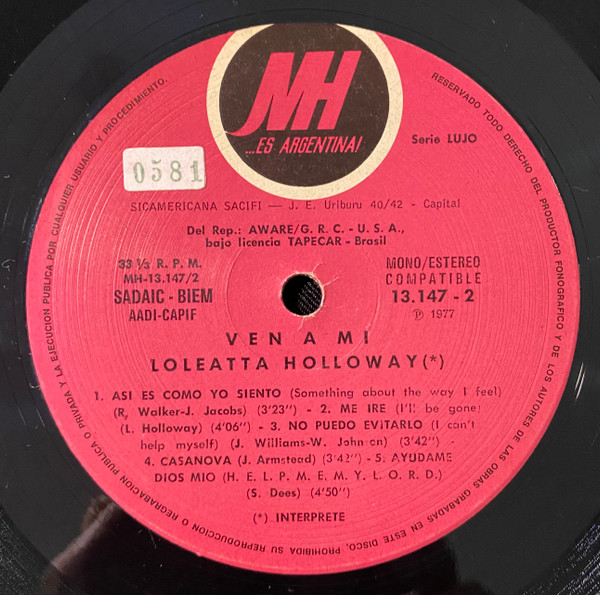 MH
...ES ARGENTINA!
Serie LUJO
0581
SICAMERICANA SACIFI — J. E. Uriburu 40/42 - Capital
Del Rep.: AWARE/G. R. C. - U. S. A.,
bajo licencia TAPECAR - Brasil
33 1/3 R. P. M.
MH-13.147/2
SADAIC - BIEM
AADI-CAPIF
MONO/ESTEREO
COMPATIBLE
13.147 - 2
Ⓟ 1977
VEN A MI
LOLEATTA HOLLOWAY (*)
1. ASI ES COMO YO SIENTO (Something about the way I feel)
(R. Walker-J. Jacobs) (3'23") - 2. ME IRE (I'll be gone)
(L. Holloway) (4'06") - 3. NO PUEDO EVITARLO (I can't
help myself) (J. Williams-W. Johnson) (3'42" -
4. CASANOVA (J. Armstead) (3'42" - 5. AYUDAME
DIOS MIO (H. E. L. P. M. E. M. Y. L. O. R. D.)
(S. Dees) (4'50")
(*) INTERPRETE
RESERVADO TODO DERECHO DEL PRODUCTOR FONOGRAFICO Y DE LOS AUTORES DE LAS OBRAS GRABADAS EN ESTE DISCO. PROHIBIDA SU REPRODUCCION O REGRABACION PUBLICA O PRIVADA Y LA EJECUCION PUBLICA POR CUALQUIER USUARIO Y PROCEDIMIENTO.